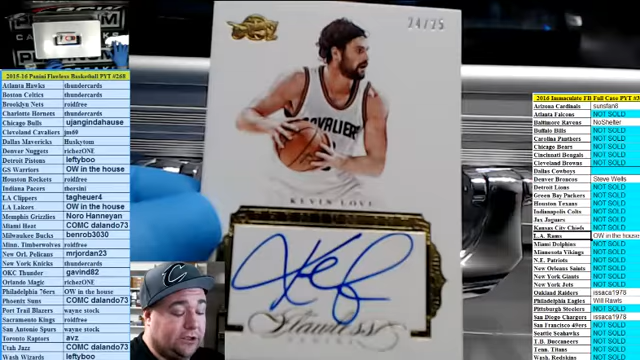 24/25
CAVALIERS
KEVIN LOVE
Flawless
2015-16 Panini Flawless Basketball PYT #268
Atlanta Hawks thundercards
Boston Celtics thundercards
Brooklyn Nets roidfree
Charlotte Hornets thundercards
Chicago Bulls ujangindahause
Cleveland Cavaliers jus69
Dallas Mavericks Huskytom
Denver Nuggets richezONE
Detroit Pistons leftyboo
GS Warriors OW in the house
Houston Rockets roidfree
Indiana Pacers thorsini
LA Clippers tagheuer4
LA Lakers OW in the house
Memphis Grizzlies Noro Hanneyan
Miami Heat COMC dalando73
Milwaukee Bucks benrob3030
Minn. Timberwolves roidfree
New Orl. Pelicans mrjordan23
New York Knicks thundercards
OKC Thunder gavind82
Orlando Magic richezONE
Philadelphia 76ers OW in the house
Phoenix Suns COMC dalando73
Port Trail Blazers wayne stock
Sacramento Kings roidfree
San Antonio Spurs wayne stock
Toronto Raptors avz
Utah Jazz COMC dalando73
Wash Wizards leftyboo
2016 Immaculate FB Full Case PYT #3
Arizona Cardinals sunsfan8
Atlanta Falcons NOT SOLD
Baltimore Ravens NoShelter
Buffalo Bills NOT SOLD
Carolina Panthers NOT SOLD
Chicago Bears NOT SOLD
Cincinnati Bengals NOT SOLD
Cleveland Browns NOT SOLD
Dallas Cowboys
Denver Broncos Steve Wells
Detroit Lions NOT SOLD
Green Bay Packers NOT SOLD
Houston Texans NOT SOLD
Indianapolis Colts NOT SOLD
Jax Jaguars NOT SOLD
Kansas City Chiefs NOT SOLD
L.A. Rams OW in the house
Miami Dolphins NOT SOLD
Minnesota Vikings NOT SOLD
N.E. Patriots NOT SOLD
New Orleans Saints NOT SOLD
New York Giants NOT SOLD
New York Jets NOT SOLD
Oakland Raiders issaca1978
Philadelphia Eagles Will Rawls
Pittsburgh Steelers NOT SOLD
San Diego Chargers issaca1978
San Francisco 49ers NOT SOLD
Seattle Seahawks NOT SOLD
T.B. Buccaneers NOT SOLD
Tenn. Titans NOT SOLD
Wash. Redskins NOT SOLD